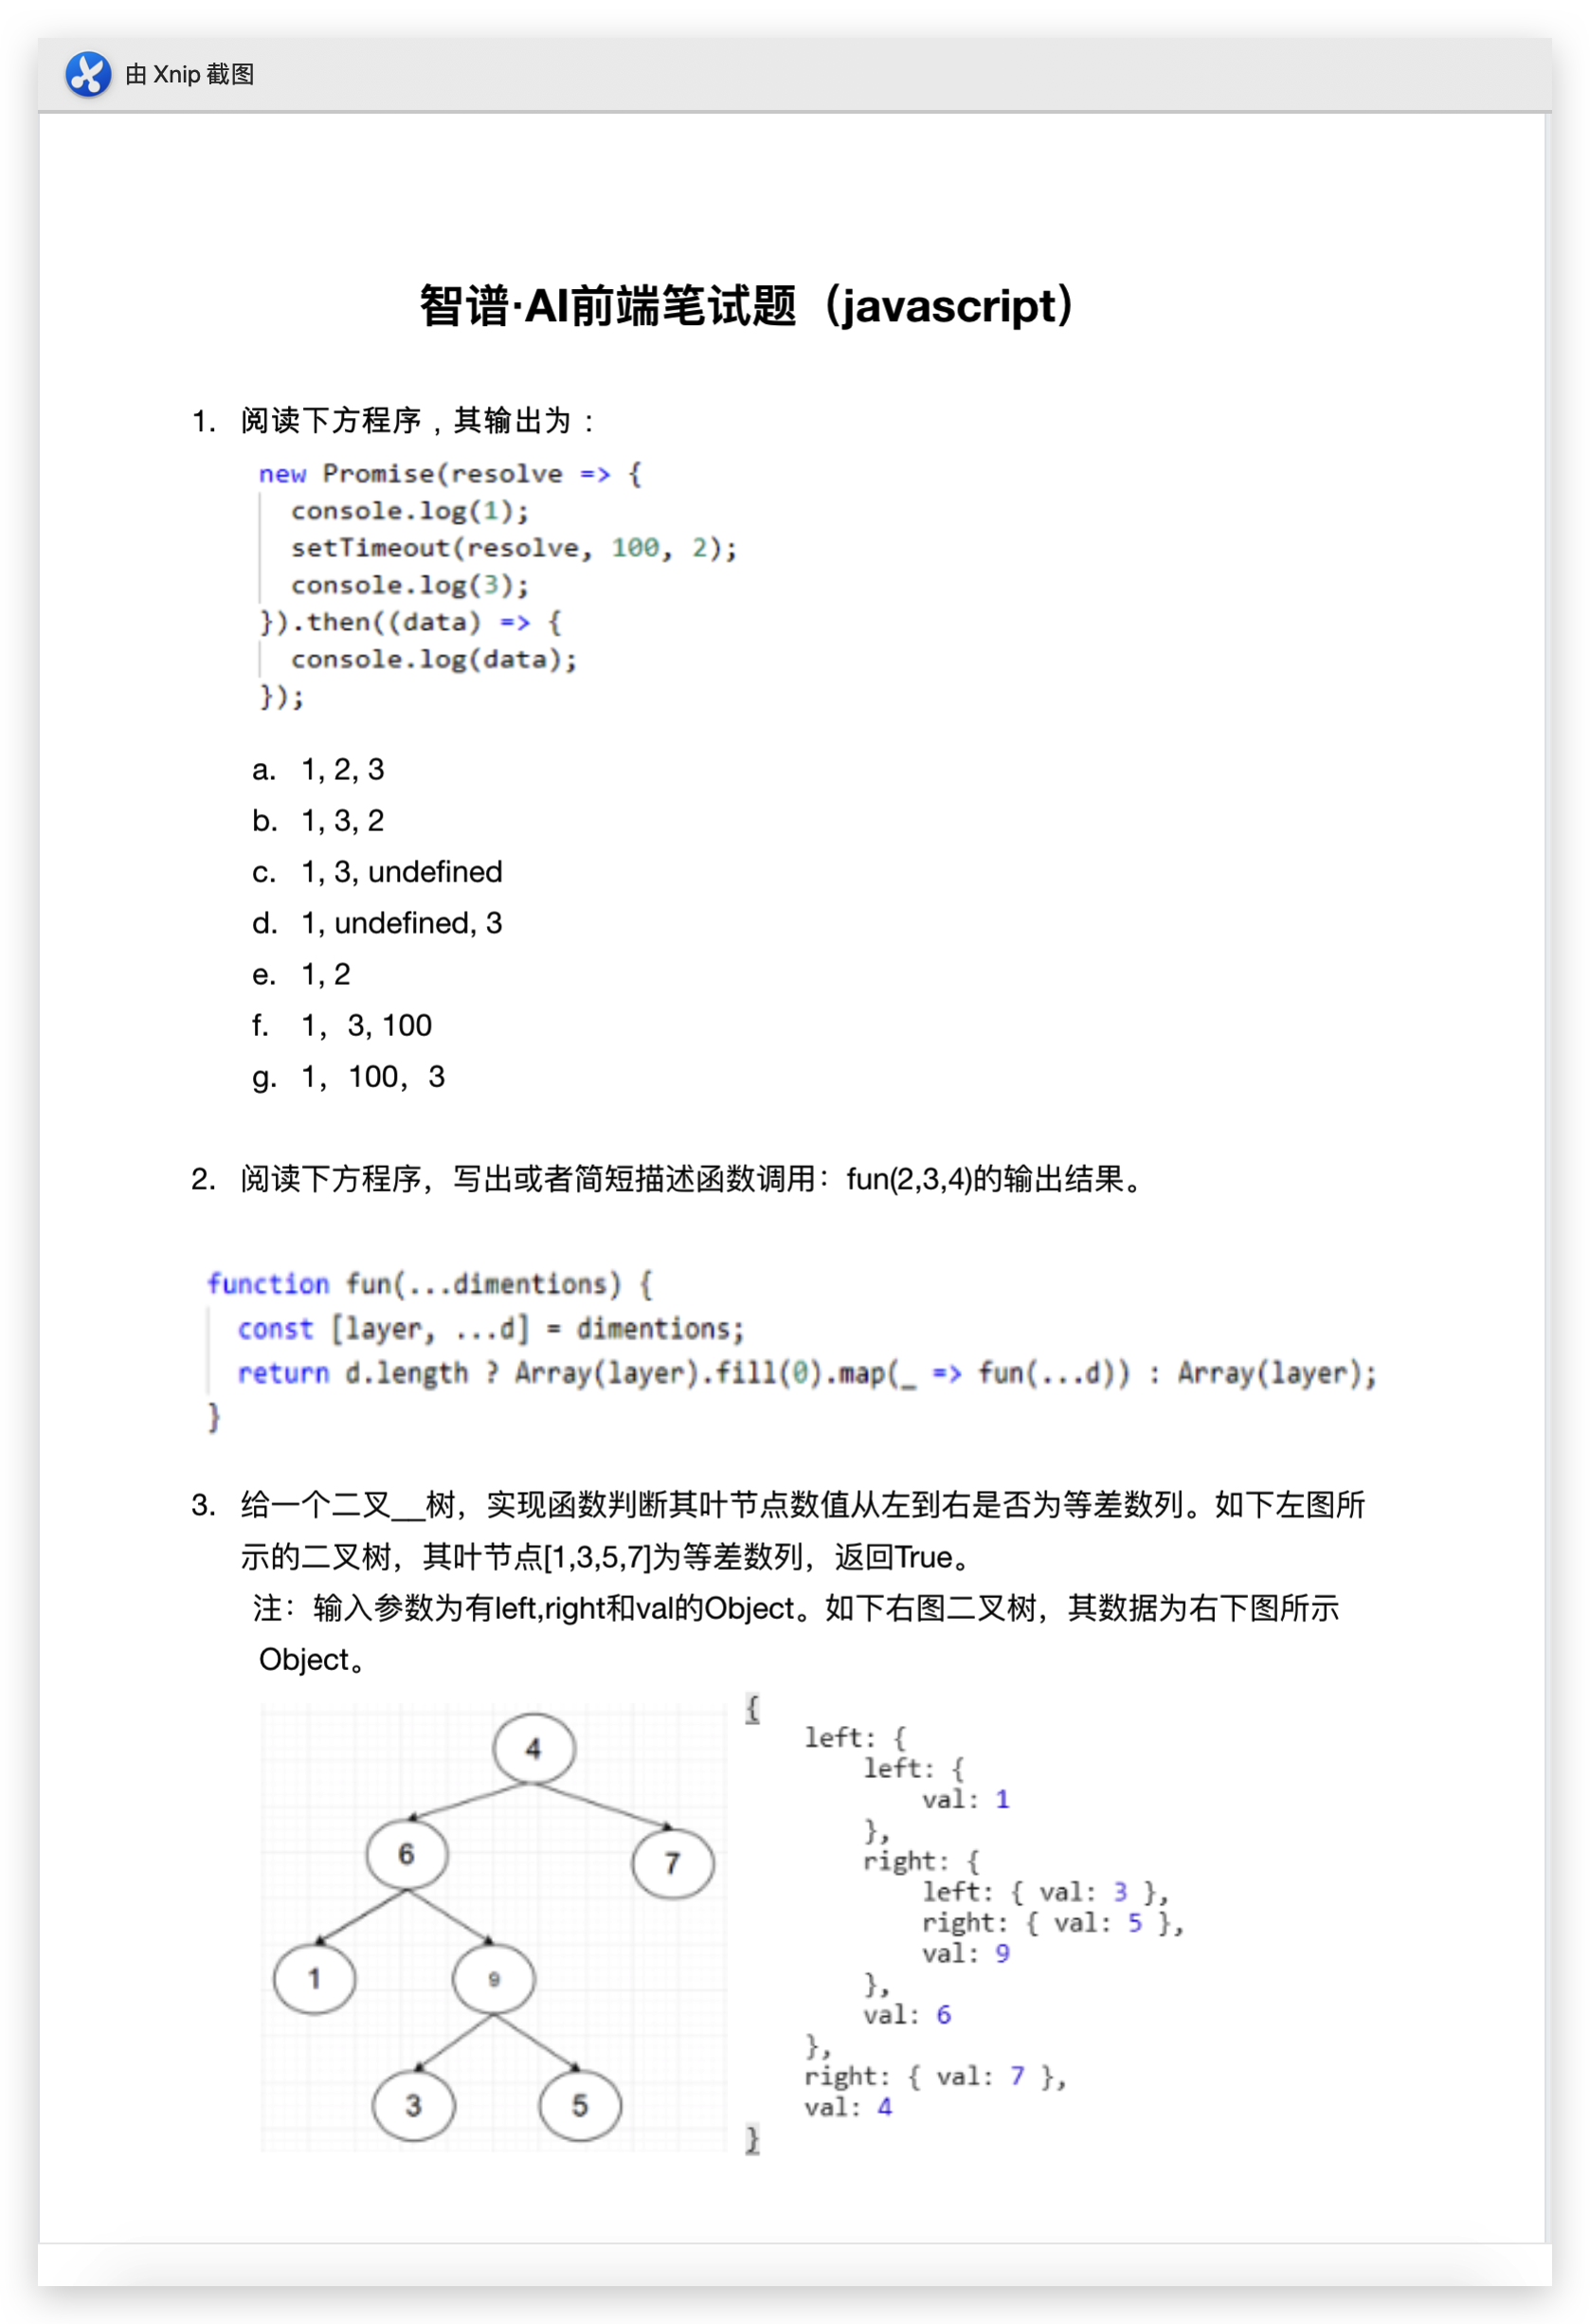 由 Xnip 截图
智谱·AI前端笔试题（javascript）
1. 阅读下方程序，其输出为：
new Promise(resolve => {
console.log(1);
setTimeout(resolve, 100, 2);
console.log(3);
}).then((data) => {
console.log(data);
});
a. 1, 2, 3
b. 1, 3, 2
c. 1, 3, undefined
d. 1, undefined, 3
e. 1, 2
f. 1，3, 100
g. 1，100，3
2. 阅读下方程序，写出或者简短描述函数调用：fun(2,3,4)的输出结果。
function fun(...dimentions) {
const [layer, ...d] = dimentions;
return d.length ? Array(layer).fill(0).map(_ => fun(...d)) : Array(layer);
}
3. 给一个二叉__树，实现函数判断其叶节点数值从左到右是否为等差数列。如下左图所
示的二叉树，其叶节点[1,3,5,7]为等差数列，返回True。
注：输入参数为有left,right和val的Object。如下右图二叉树，其数据为右下图所示
Object。
4
6
7
1
9
3
5
{
left: {
left: {
val: 1
},
right: {
left: { val: 3 },
right: { val: 5 },
val: 9
},
val: 6
},
right: { val: 7 },
val: 4
}